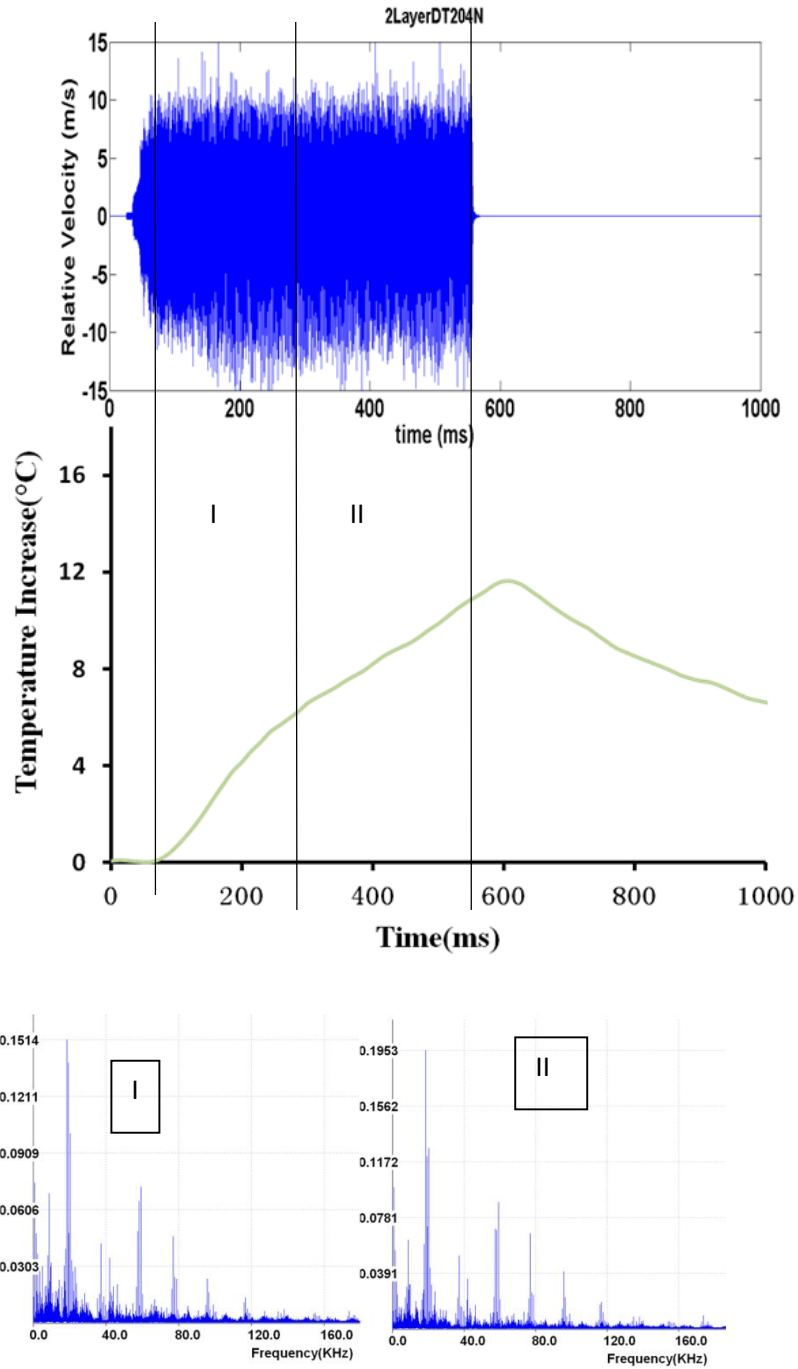 2LayerDT204N
Relative Velocity (m/s)
15
10
5
0
-5
-10
-15
0 200 400 600 800 1000
time (ms)
Temperature Increase(°C)
16
12
8
4
0
I II
0 200 400 600 800 1000
Time(ms)
I
0.1514
0.1211
0.0909
0.0606
0.0303
0.0 40.0 80.0 120.0 160.0
Frequency(KHz)
II
0.1953
0.1562
0.1172
0.0781
0.0391
0.0 40.0 80.0 120.0 160.0
Frequency(KHz)